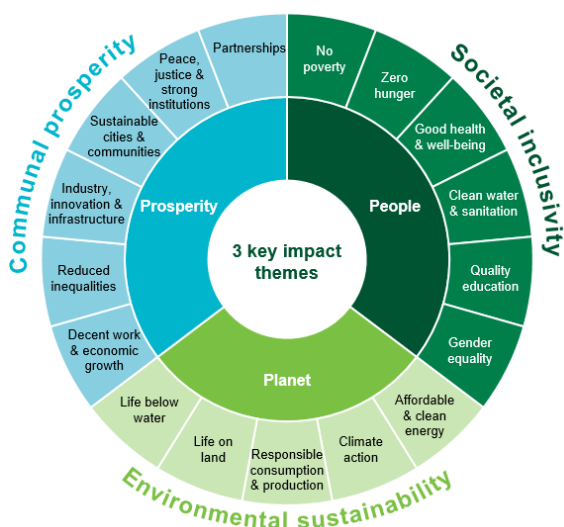 Communal prosperity
Societal inclusivity
Environmental sustainability
3 key impact
themes
People
Planet
Prosperity
No
poverty
Zero
hunger
Good health
& well-being
Clean water
& sanitation
Quality
education
Gender
equality
Affordable
& clean
energy
Climate
action
Responsible
consumption
& production
Life on
land
Life below
water
Decent work
& economic
growth
Reduced
inequalities
Industry,
innovation &
infrastructure
Sustainable
cities &
communities
Peace,
justice &
strong
institutions
Partnerships